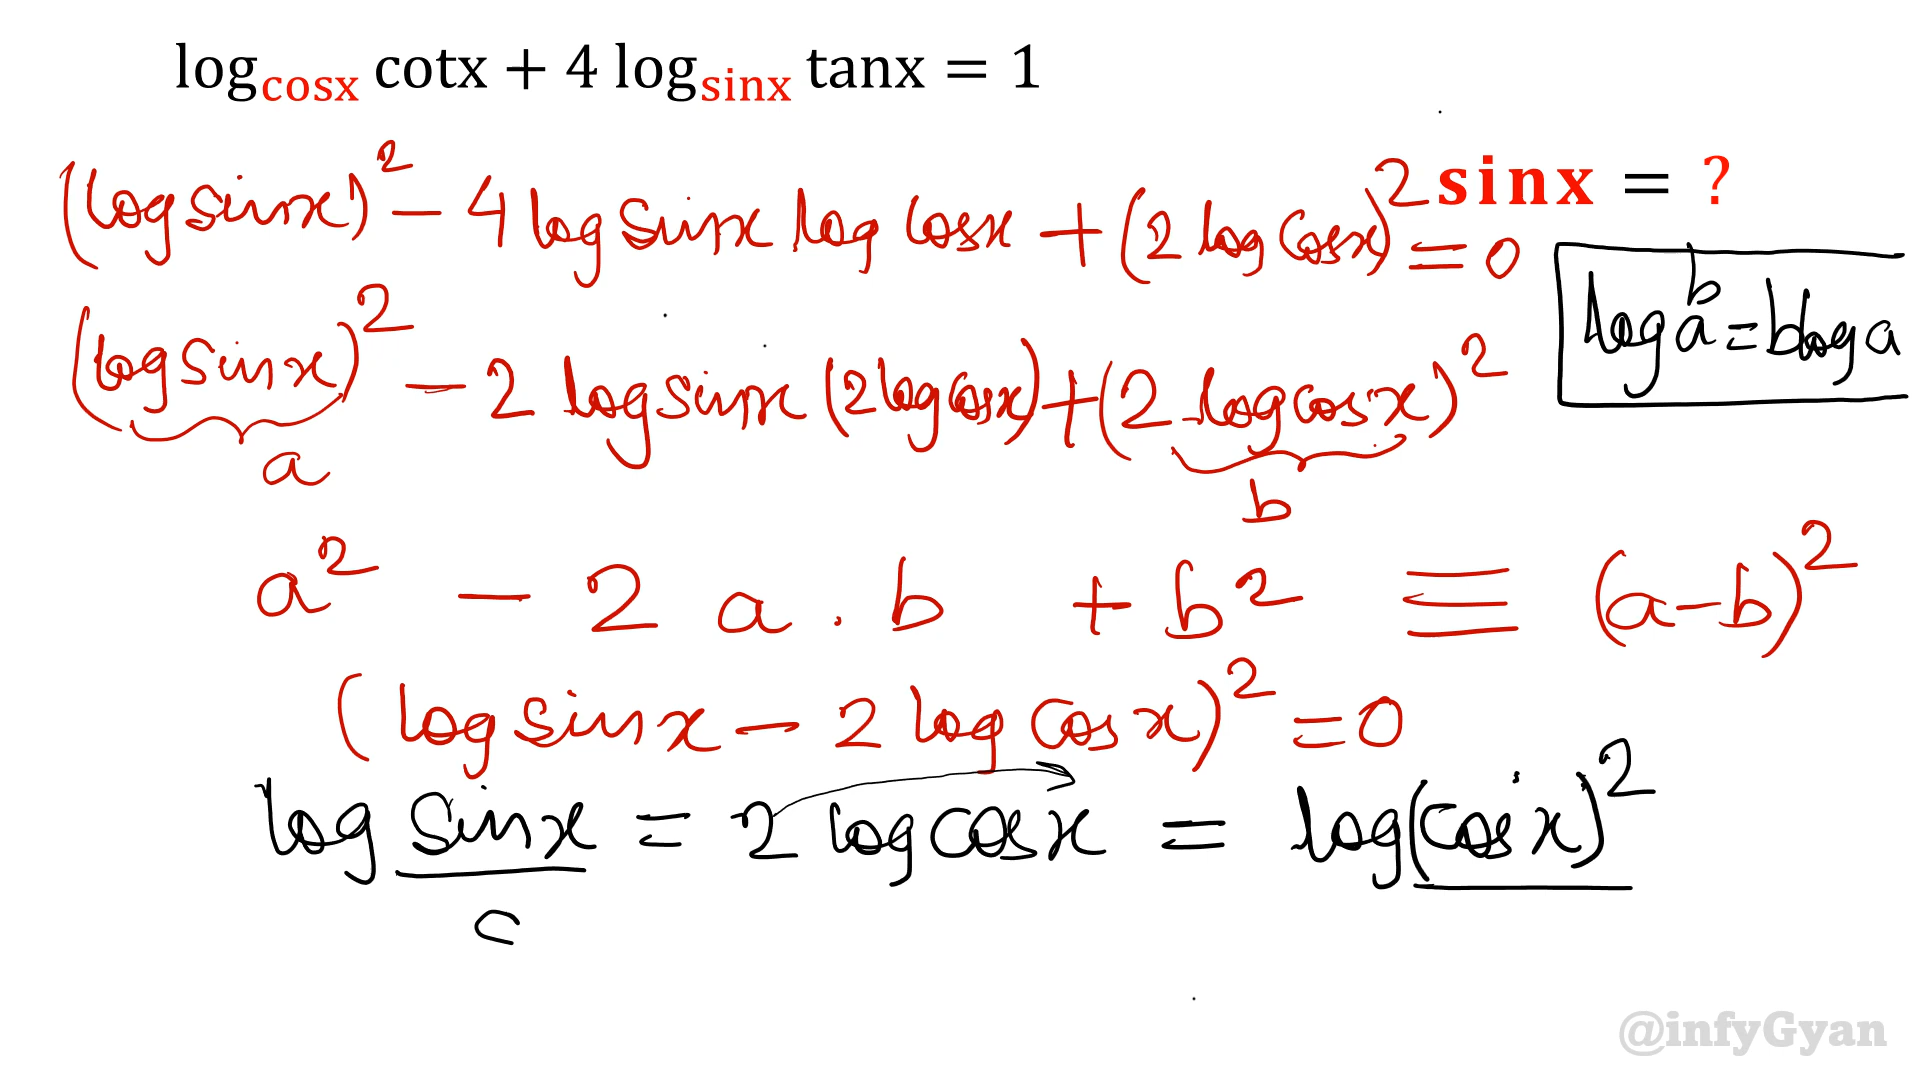 log_cosx cotx + 4 log_sinx tanx = 1
sinx = ?
(log sinx)² - 4 log sinx log cosx + (2 log cosx)² = 0
log a^b = b log a
(log sinx)² - 2 log sinx (2 log cosx) + (2 log cosx)²
a b
a² - 2 a . b + b² ≡ (a-b)²
(log sinx - 2 log cosx)² = 0
log sinx = 2 log cosx = log(cosx)²
c
@infyGyan